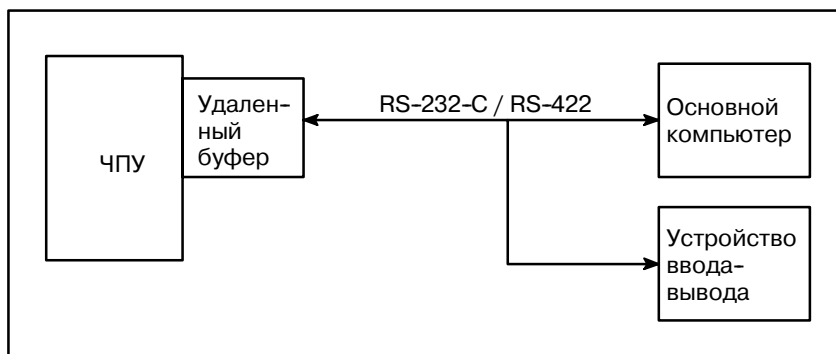 ЧПУ
Удален-
ный
буфер
RS-232-C / RS-422
Основной
компьютер
Устройство
ввода-
вывода